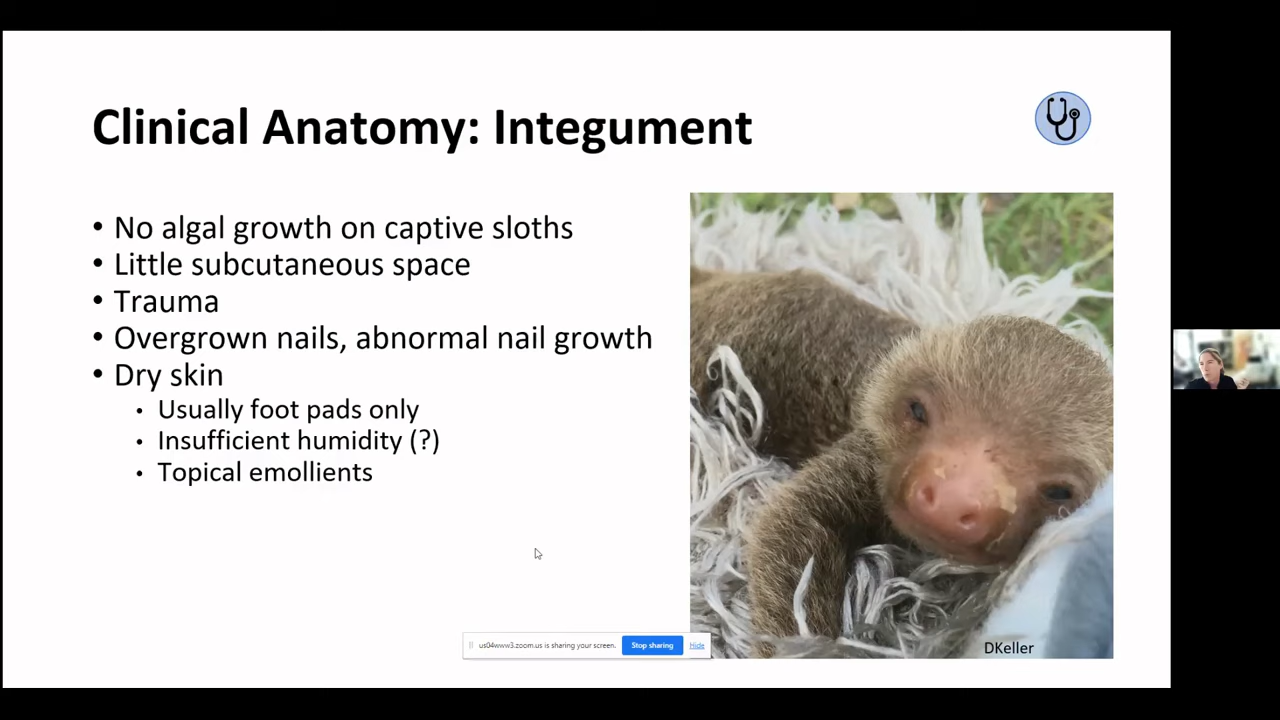 Clinical Anatomy: Integument
• No algal growth on captive sloths
• Little subcutaneous space
• Trauma
• Overgrown nails, abnormal nail growth
• Dry skin
• Usually foot pads only
• Insufficient humidity (?)
• Topical emollients
DKeller
us04www3.zoom.us is sharing your screen. Stop sharing Hide